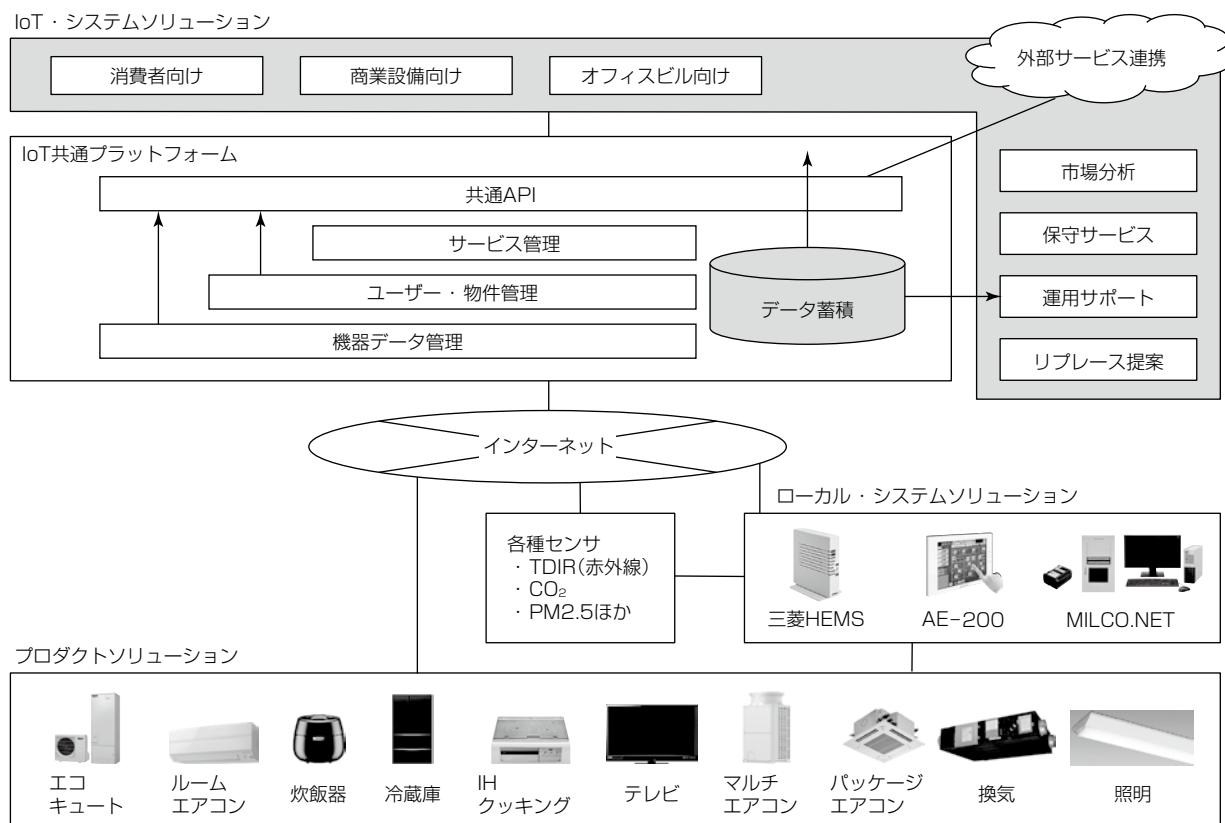 IoT・システムソリューション
消費者向け
商業設備向け
オフィスビル向け
外部サービス連携
IoT共通プラットフォーム
共通API
サービス管理
ユーザー・物件管理
機器データ管理
データ蓄積
市場分析
保守サービス
運用サポート
リプレース提案
インターネット
各種センサ
・TDIR(赤外線)
・CO₂
・PM2.5ほか
ローカル・システムソリューション
三菱HEMS
AE-200
MILCO.NET
プロダクトソリューション
エコ
キュート
ルーム
エアコン
炊飯器
冷蔵庫
IH
クッキング
テレビ
マルチ
エアコン
パッケージ
エアコン
換気
照明